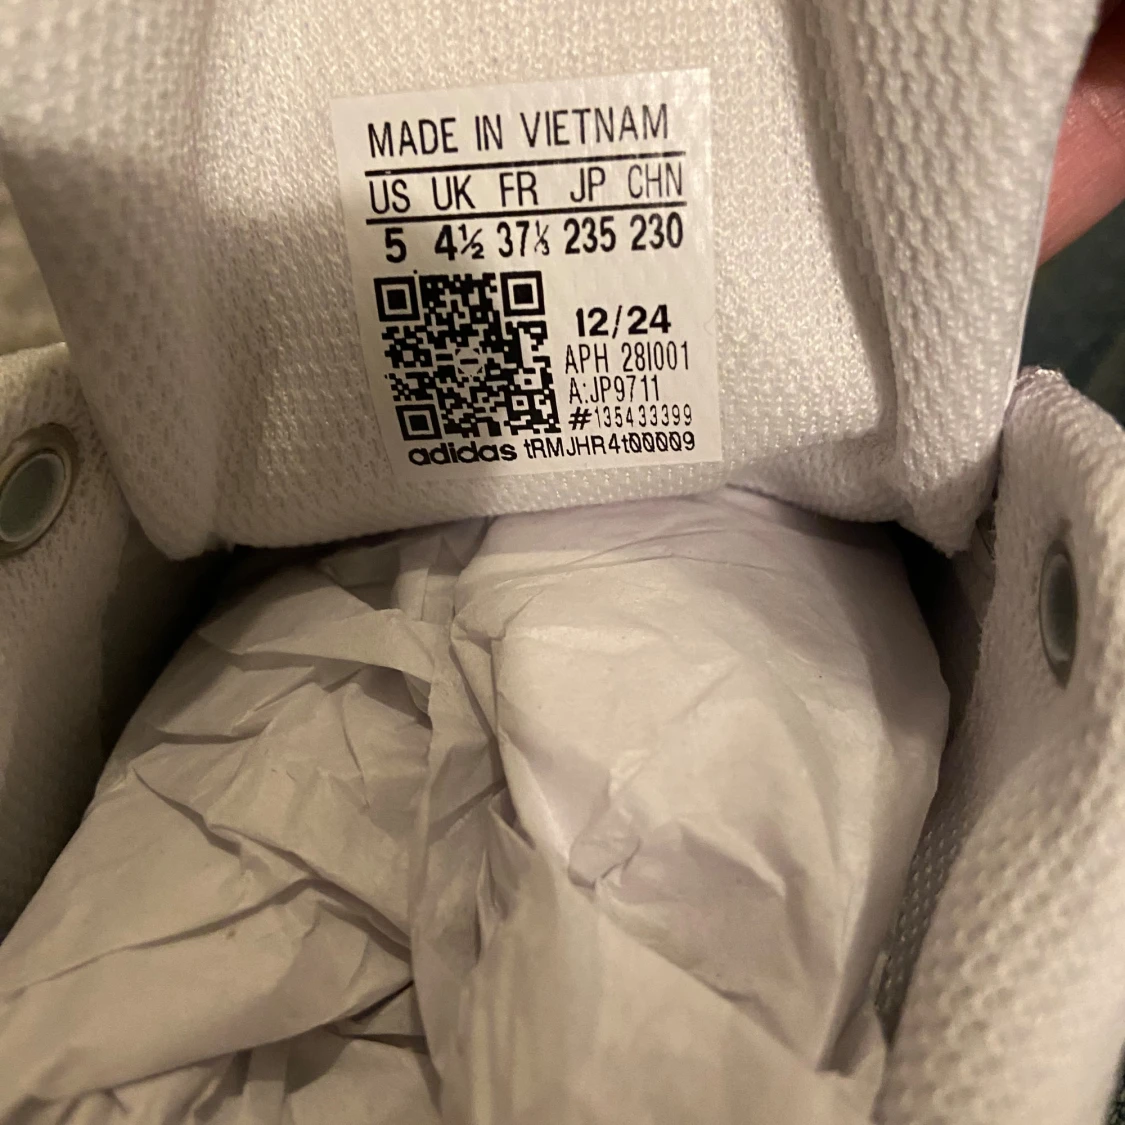 MADE IN VIETNAM
US UK FR JP CHN
5 4½ 37⅓ 235 230
12/24
APH 28I001
A:JP9711
#135433399
adidas tRMJHR4t00009